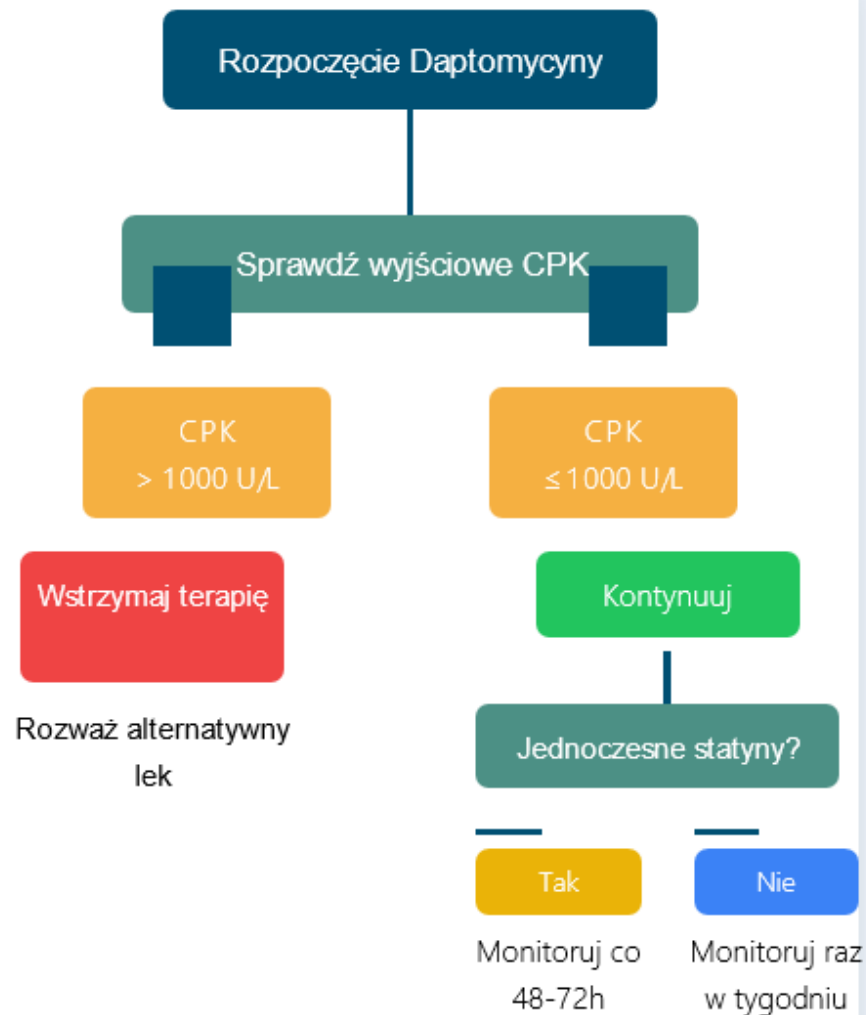 Rozpoczęcie Daptomycyny
Sprawdź wyjściowe CPK
CPK
> 1000 U/L
CPK
≤ 1000 U/L
Wstrzymaj terapię
Rozważ alternatywny
lek
Kontynuuj
Jednoczesne statyny?
Tak
Monitoruj co
48-72h
Nie
Monitoruj raz
w tygodniu